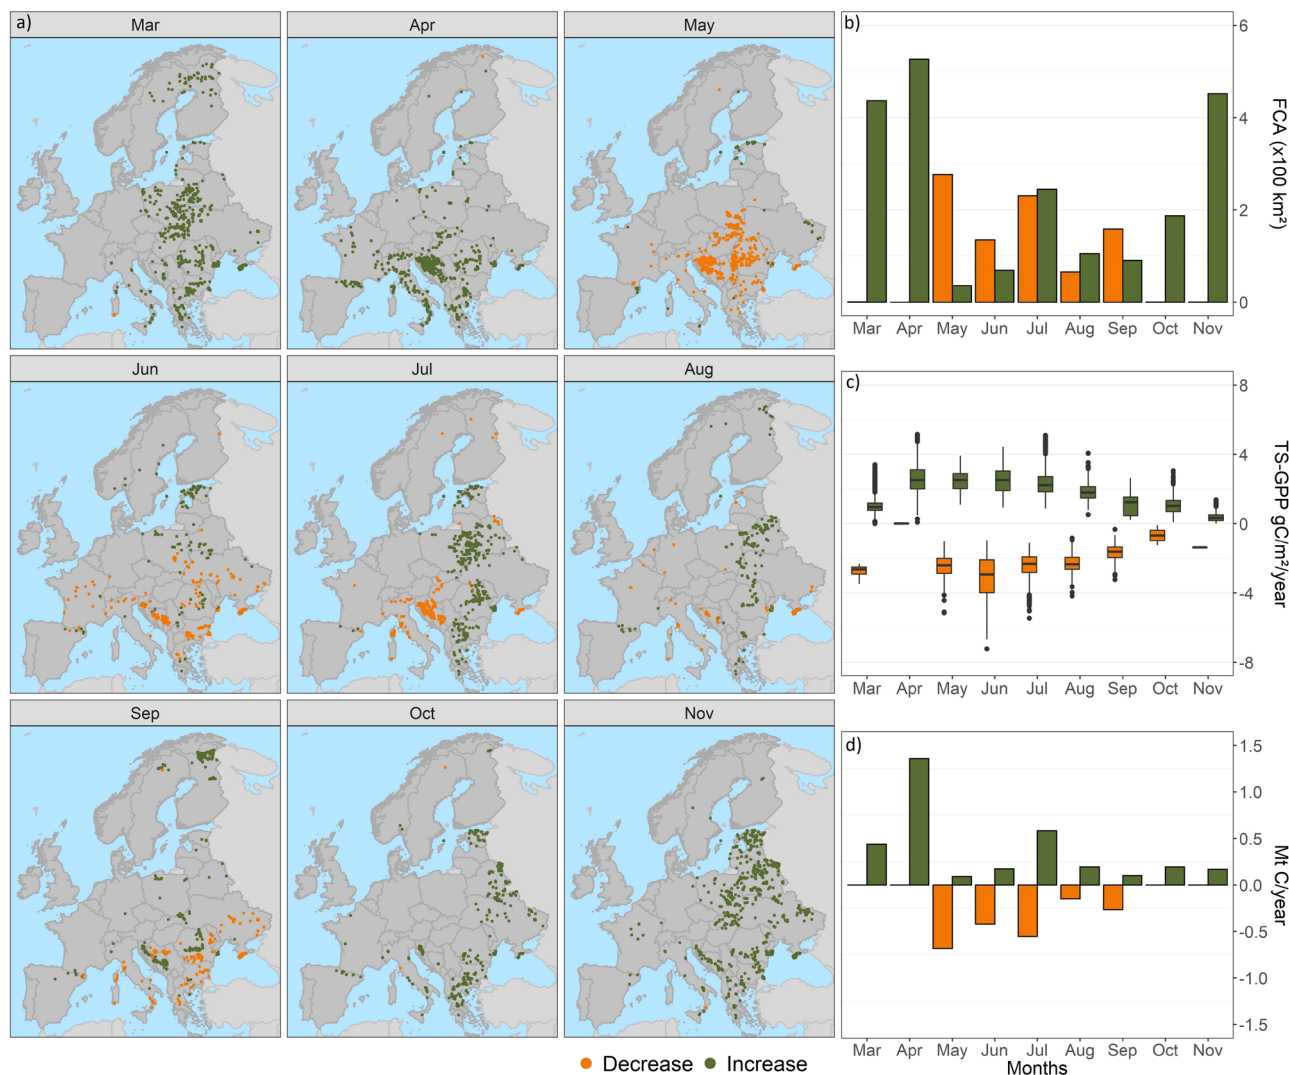 a)
Mar
Apr
May
Jun
Jul
Aug
Sep
Oct
Nov
Decrease
Increase
b)
6
4
2
0
FCA (x100 km²)
Mar Apr May Jun Jul Aug Sep Oct Nov
c)
8
4
0
-4
-8
TS-GPP gC/m²/year
Mar Apr May Jun Jul Aug Sep Oct Nov
d)
1.5
1.0
0.5
0.0
-0.5
-1.0
-1.5
Mt C/year
Mar Apr May Jun Jul Aug Sep Oct Nov
Months